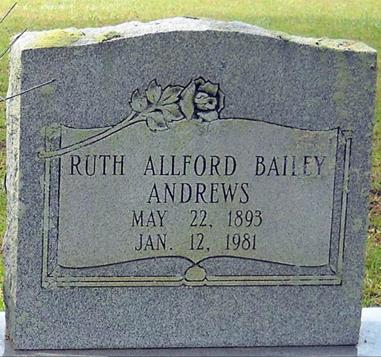 RUTH ALLFORD BAILEY
ANDREWS
MAY 22, 1893
JAN. 12, 1981